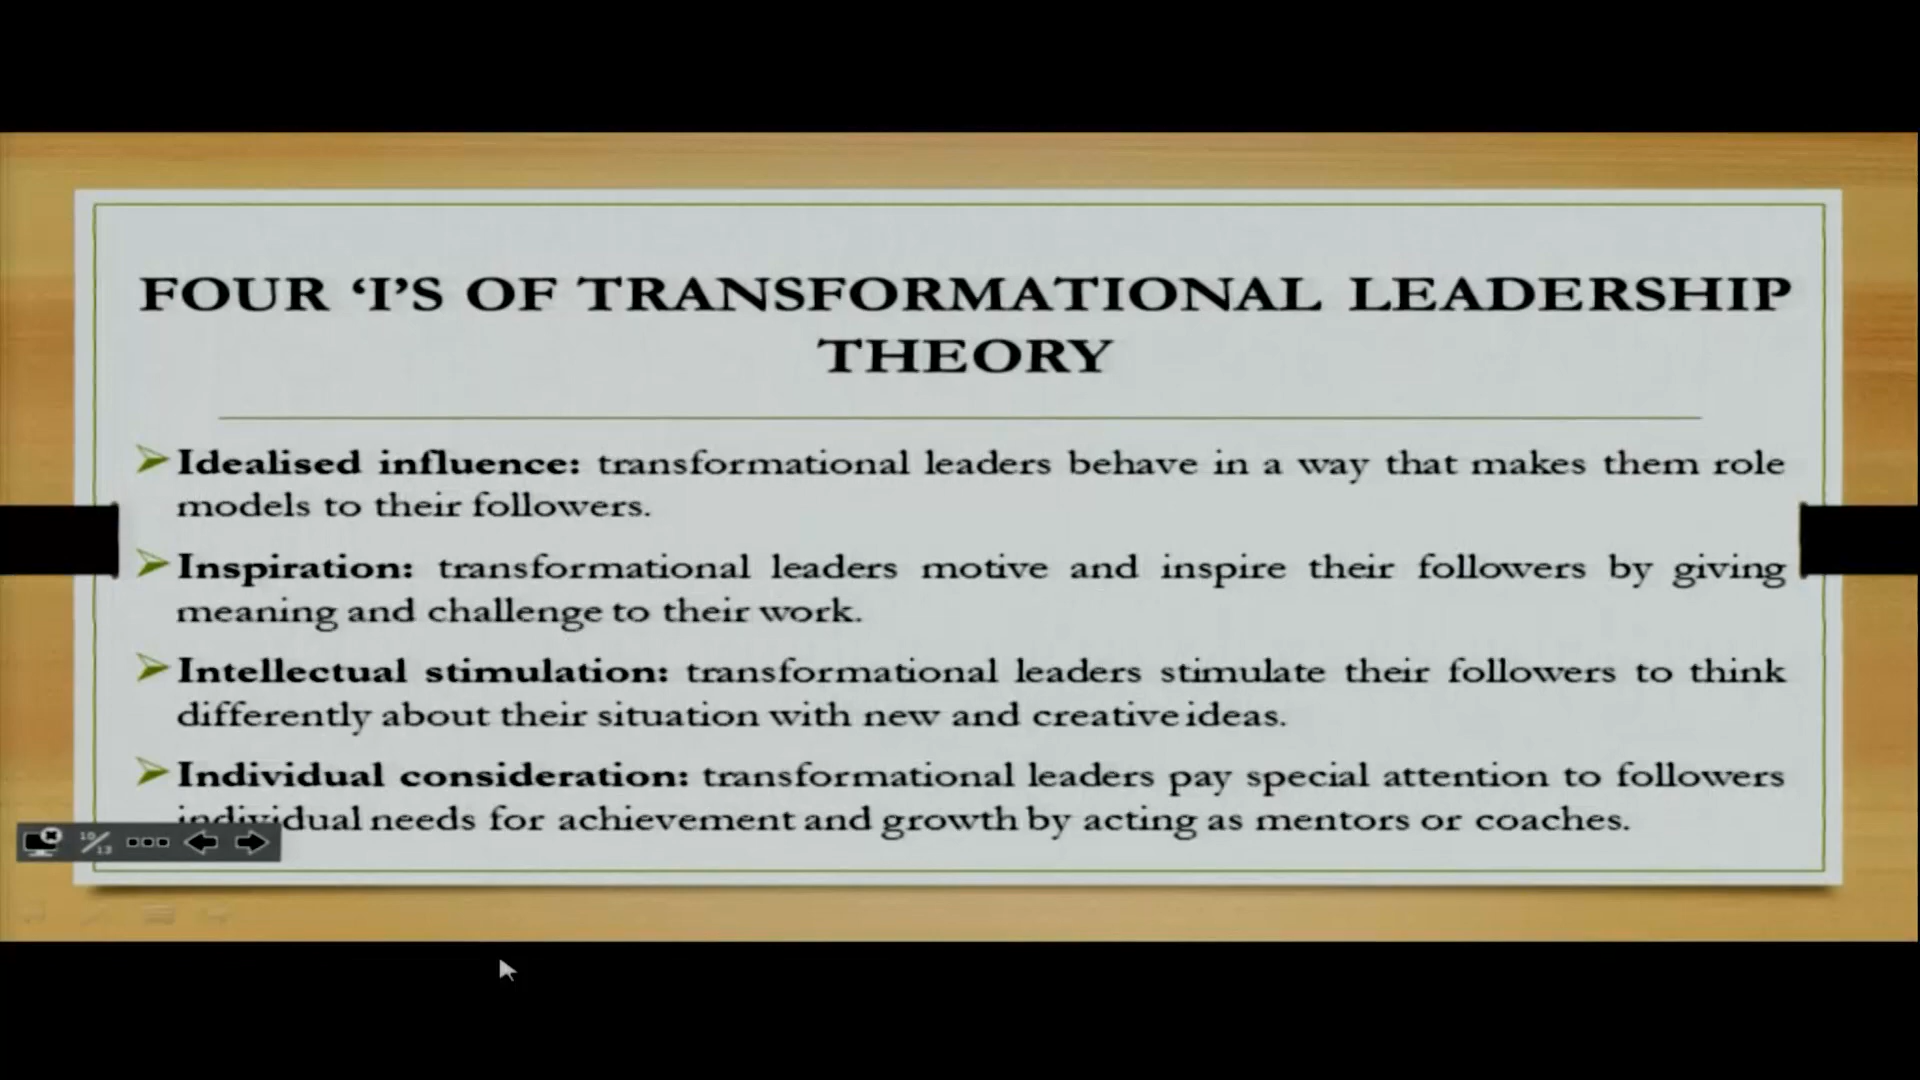 FOUR ‘I’S OF TRANSFORMATIONAL LEADERSHIP
THEORY
Idealised influence: transformational leaders behave in a way that makes them role
models to their followers.
Inspiration: transformational leaders motive and inspire their followers by giving
meaning and challenge to their work.
Intellectual stimulation: transformational leaders stimulate their followers to think
differently about their situation with new and creative ideas.
Individual consideration: transformational leaders pay special attention to followers
individual needs for achievement and growth by acting as mentors or coaches.
10/13